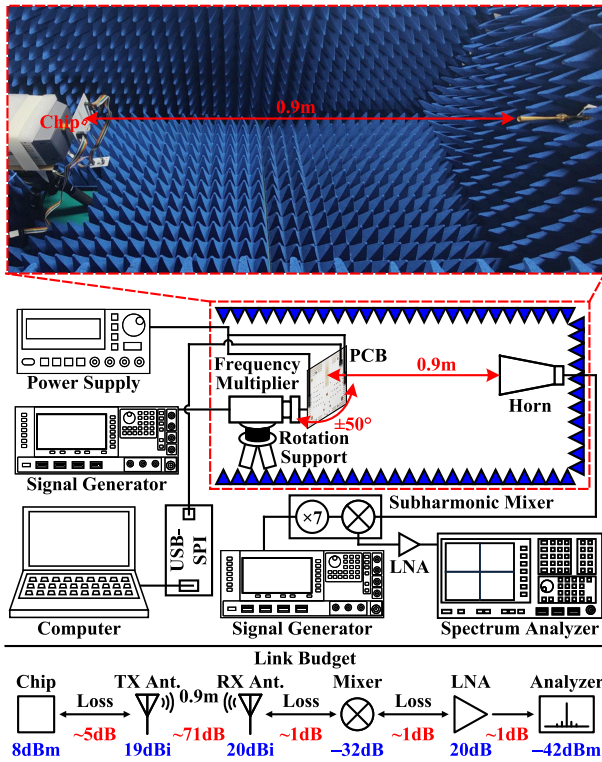 0.9m
Chip
Frequency
Multiplier
PCB
0.9m
Horn
±50°
Rotation
Support
Power Supply
Signal Generator
Subharmonic Mixer
×7
LNA
USB-
SPI
Computer
Signal Generator
Spectrum Analyzer
Link Budget
Chip Loss TX Ant. 0.9m RX Ant. Loss Mixer Loss LNA Analyzer
~5dB ~71dB ~1dB ~1dB ~1dB
8dBm 19dBi 20dBi −32dB 20dB −42dBm